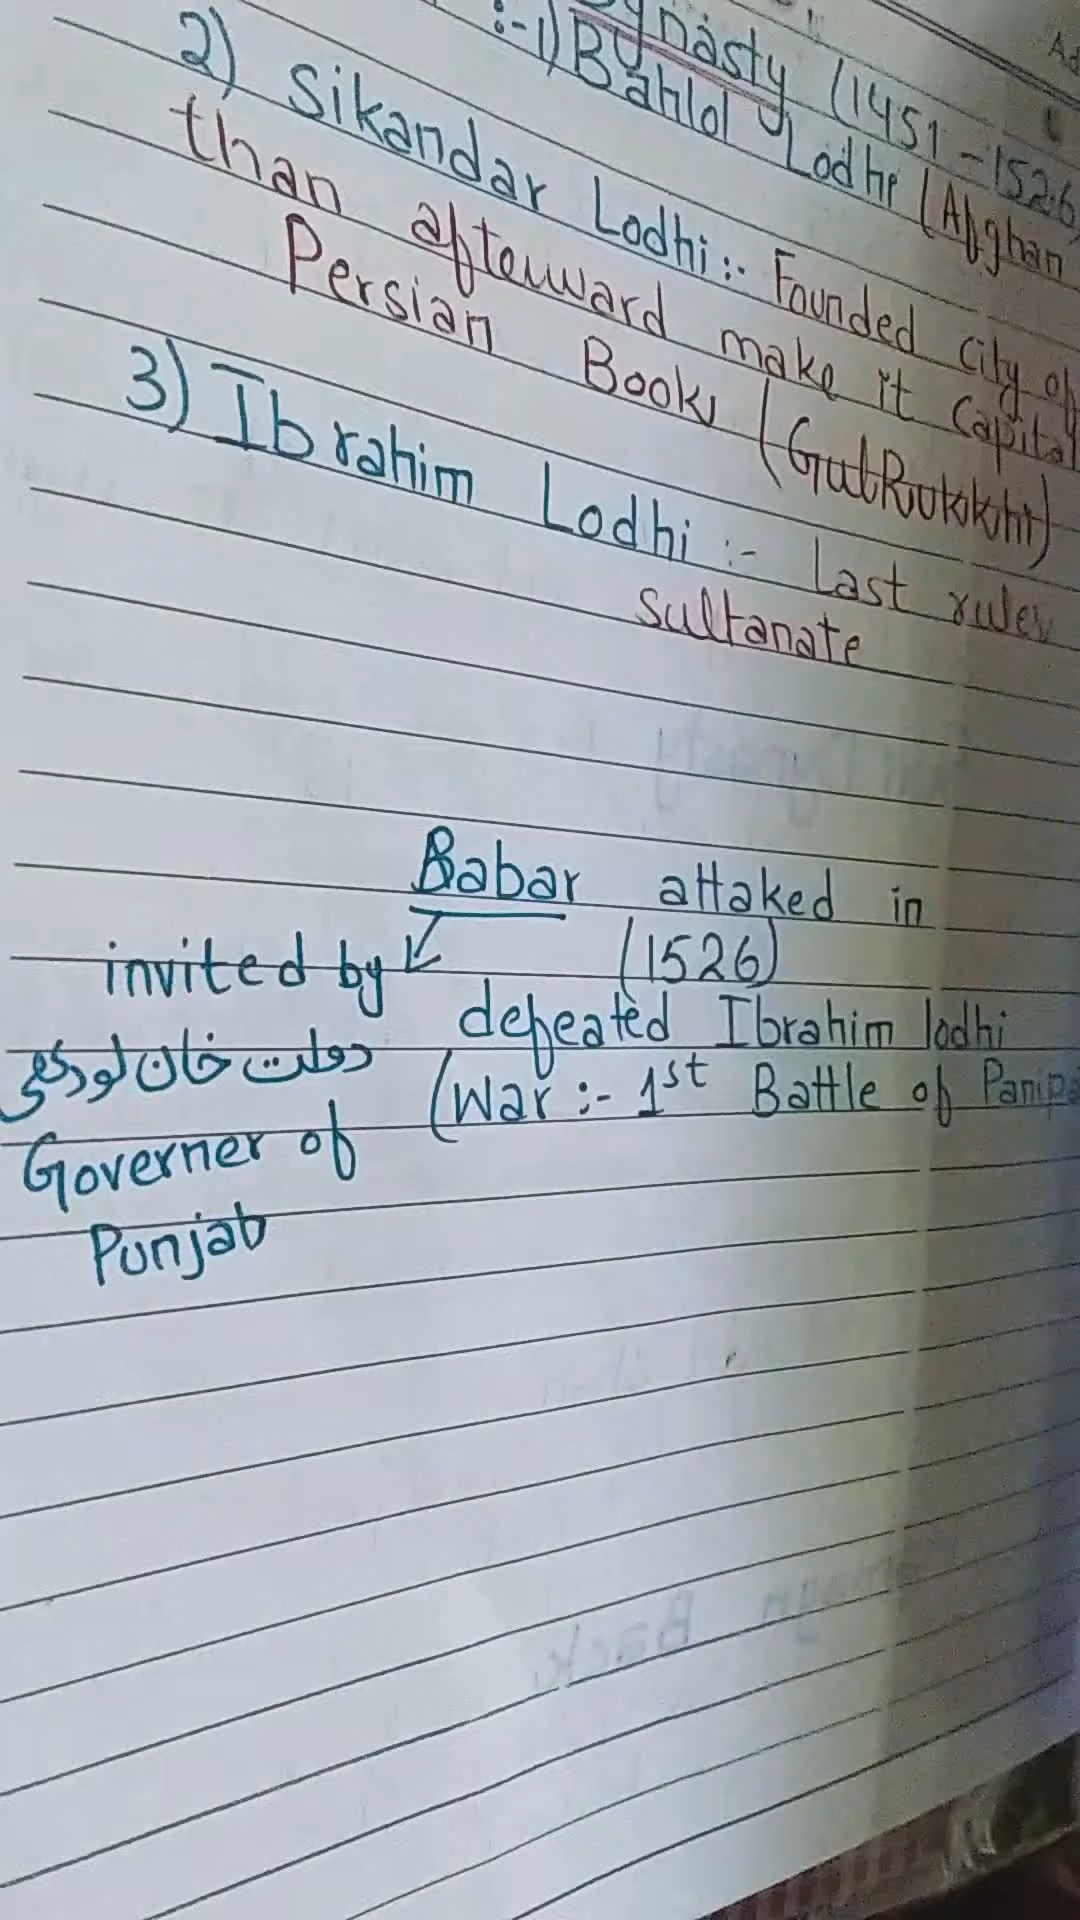 Dynasty (1451-1526)
:-1) Bahlol Lodhi (Afghan
2) Sikandar Lodhi:- Founded city of
than afterward make it capital
Persian Books (GulRukkhi)
3) Ibrahim Lodhi :- Last ruler
sultanate
Babar attaked in
(1526)
invited by
defeated Ibrahim lodhi
دولت خان لودھی
(War :- 1st Battle of Panipa
Governer of
Punjab